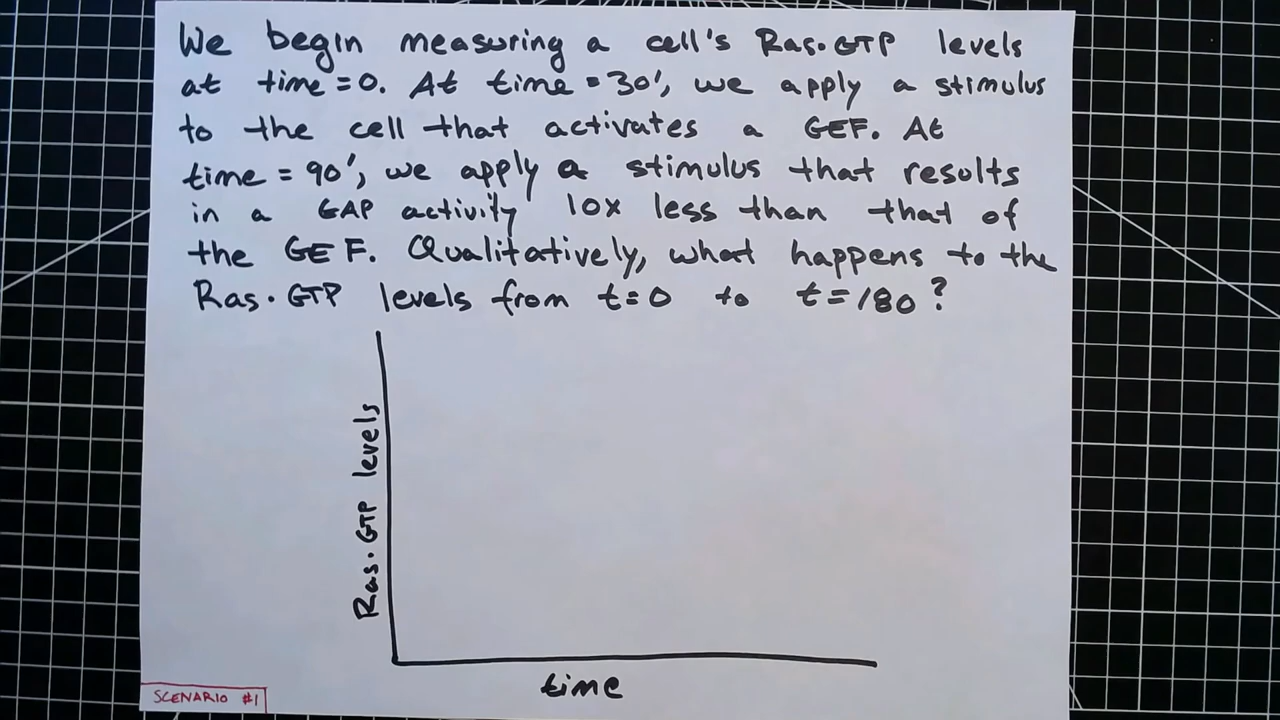 We begin measuring a cell's Ras·GTP levels
at time=0. At time=30', we apply a stimulus
to the cell that activates a GEF. At
time = 90', we apply a stimulus that results
in a GAP activity 10x less than that of
the GEF. Qualitatively, what happens to the
Ras·GTP levels from t=0 to t=180?
Ras·GTP levels
time
SCENARIO #1